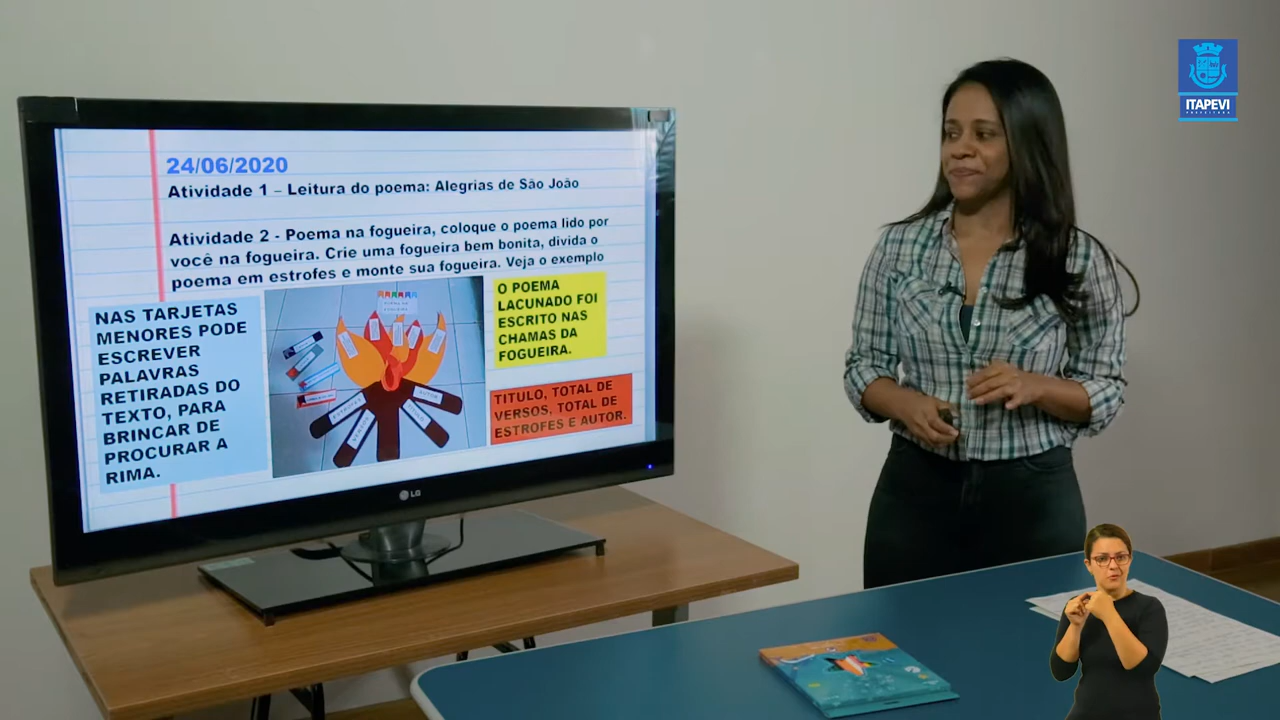 24/06/2020
Atividade 1 – Leitura do poema: Alegrias de São João
Atividade 2 - Poema na fogueira, coloque o poema lido por
você na fogueira. Crie uma fogueira bem bonita, divida o
poema em estrofes e monte sua fogueira. Veja o exemplo
NAS TARJETAS
MENORES PODE
ESCREVER
PALAVRAS
RETIRADAS DO
TEXTO, PARA
BRINCAR DE
PROCURAR A
RIMA.
O POEMA
LACUNADO FOI
ESCRITO NAS
CHAMAS DA
FOGUEIRA.
TITULO, TOTAL DE
VERSOS, TOTAL DE
ESTROFES E AUTOR.
LG
ITAPEVI
PREFEITURA